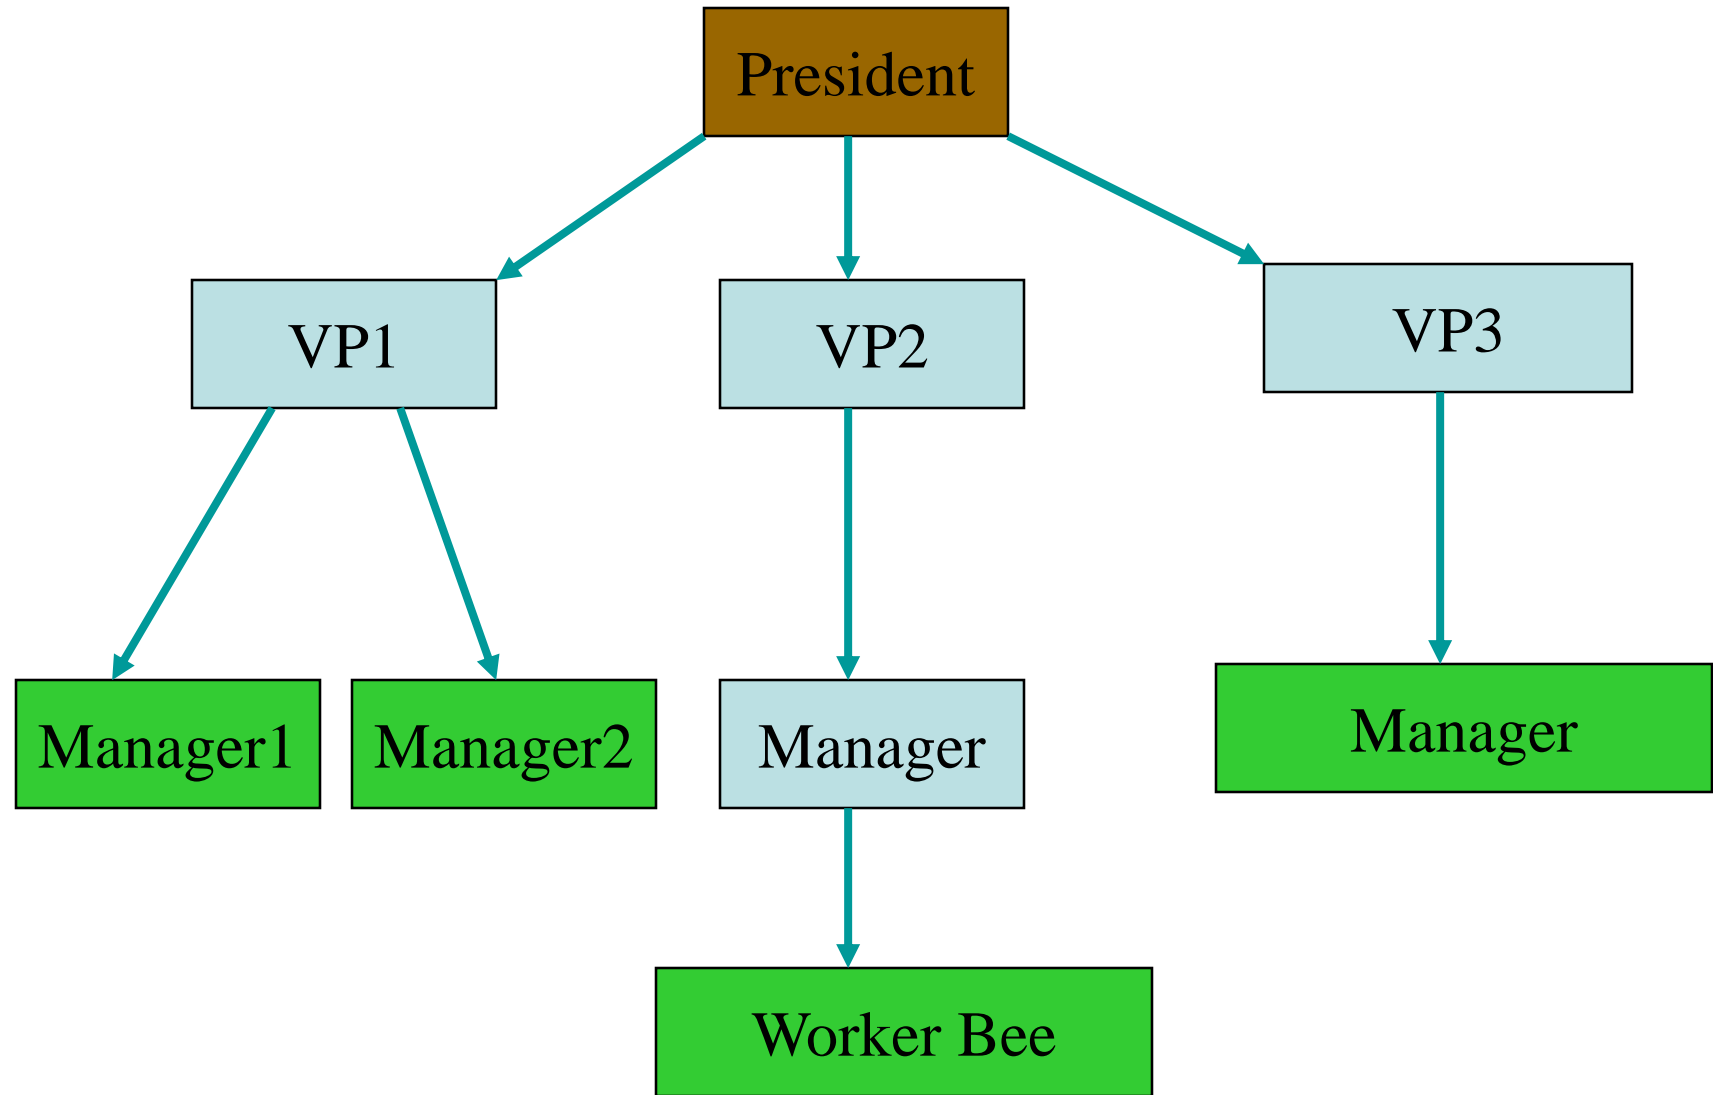 President
VP1
VP2
VP3
Manager1
Manager2
Manager
Manager
Worker Bee